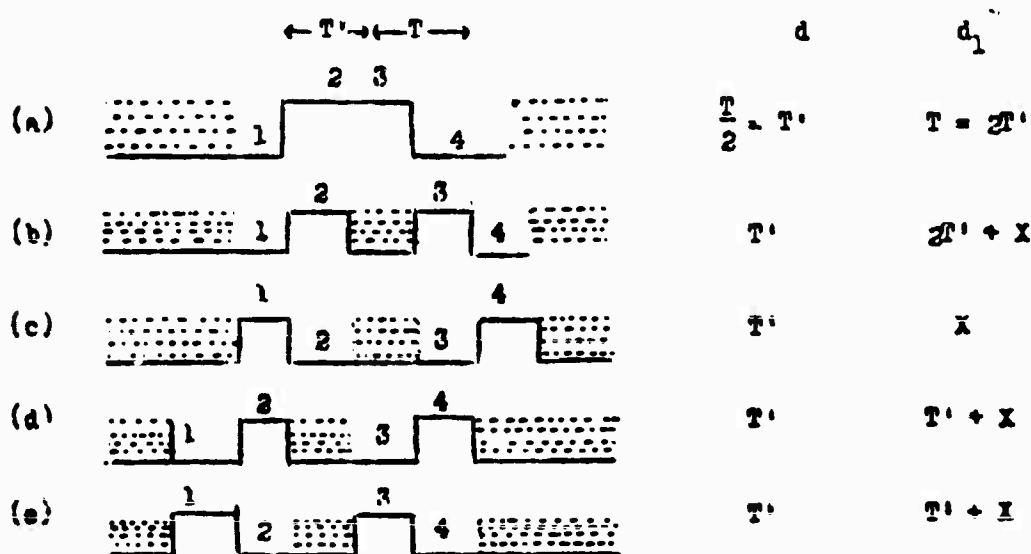 T' T d d₁
2 3
(a) 1 4 T/2 = T' T = 2T'
2 3
(b) 1 4 T' 2T' + X
1 4
(c) 2 3 T' X
2 4
(d) 1 3 T' T' + X
1 3
(e) 2 4 T' T' + X